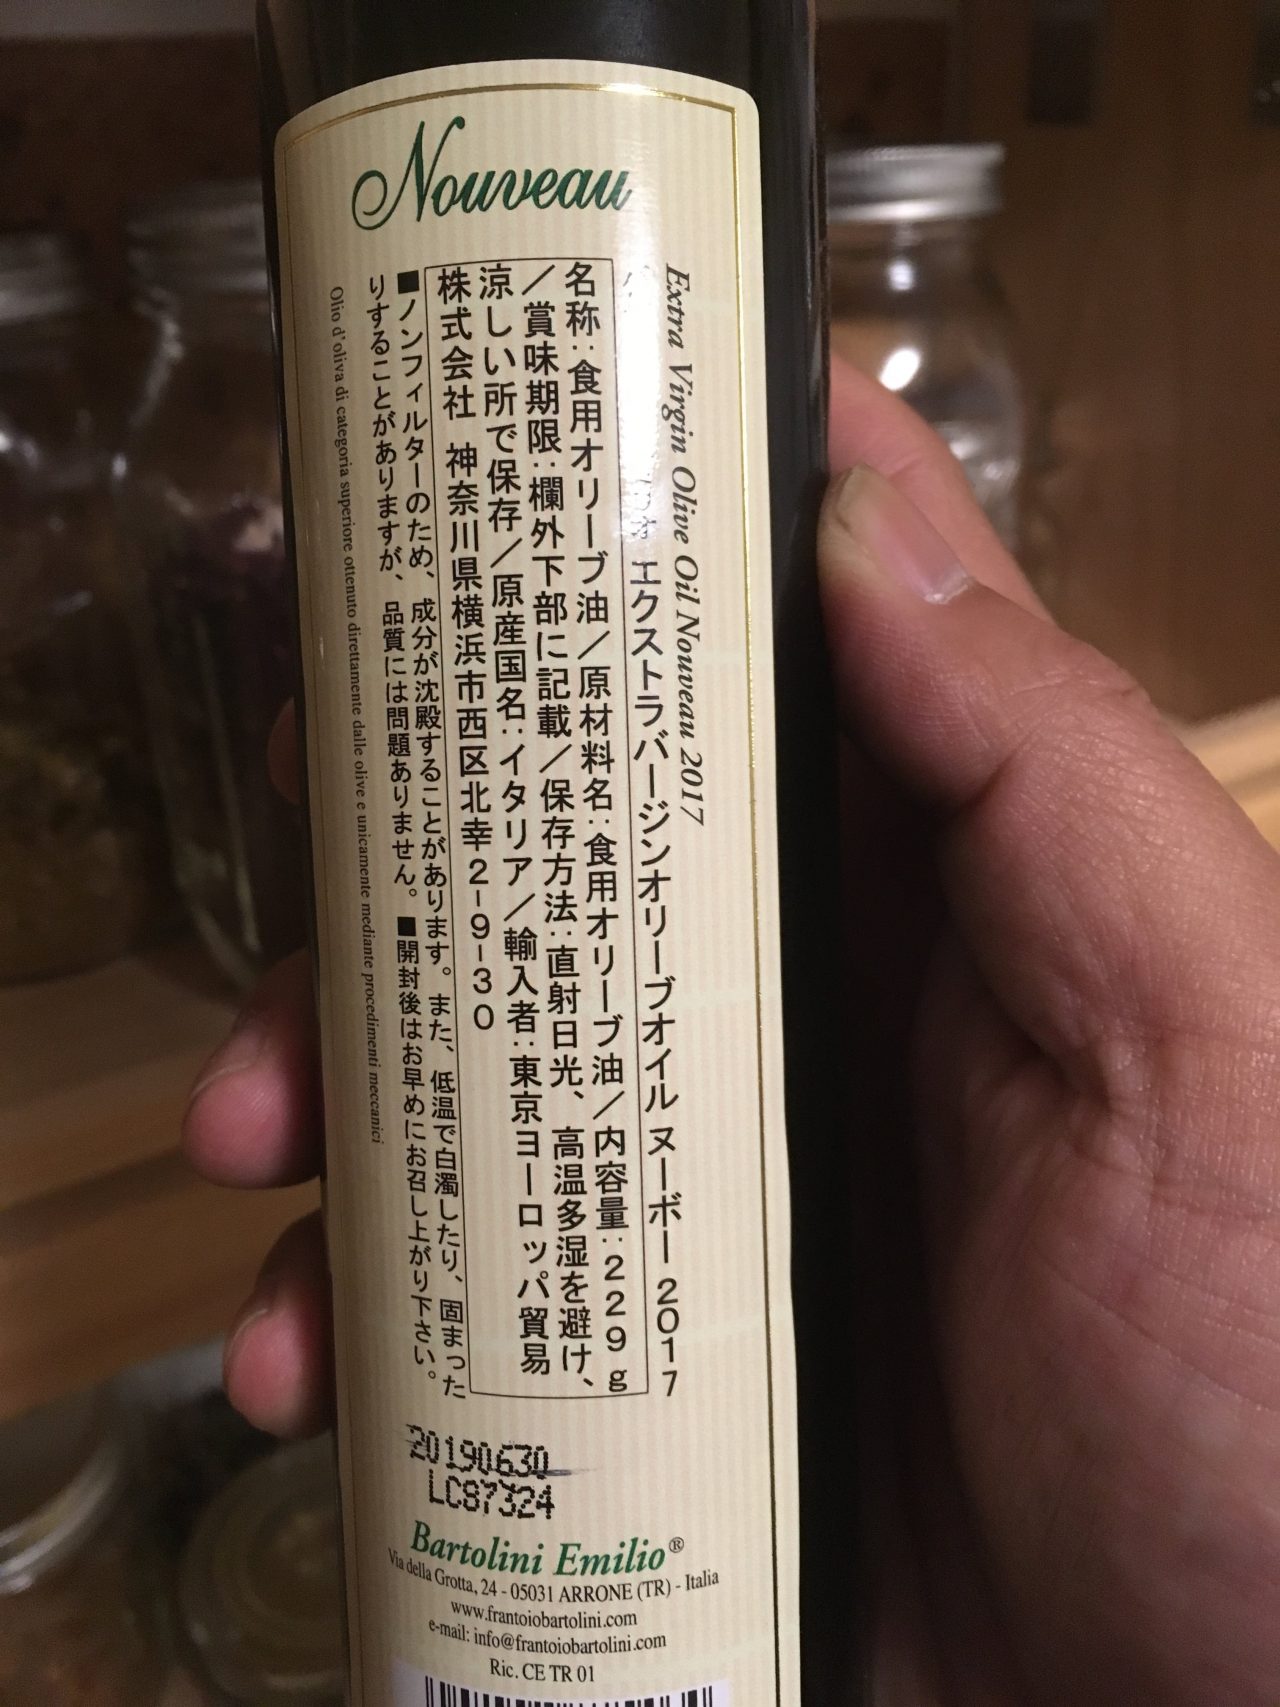 Nouveau
Extra Virgin Olive Oil Nouveau 2017
エクストラバージンオリーブオイル ヌーボー 2017
名称:食用オリーブ油/原材料名:食用オリーブ油/内容量:229g
/賞味期限:欄外下部に記載/保存方法:直射日光、高温多湿を避け、
涼しい所で保存/原産国名:イタリア/輸入者:東京ヨーロッパ貿易
株式会社 神奈川県横浜市西区北幸2-9-30
■ノンフィルターのため、成分が沈殿することがあります。また、低温で白濁したり、固まった
りすることがありますが、品質には問題ありません。■開封後はお早めにお召し上がり下さい。
Olio d'oliva di categoria superiore ottenuto direttamente dalle olive e unicamente mediante procedimenti meccanici
20190630
LC87324
Bartolini Emilio®
Via della Grotta, 24 - 05031 ARRONE (TR) - Italia
www.frantoiobartolini.com
e-mail: info@frantoiobartolini.com
Ric. CE TR 01